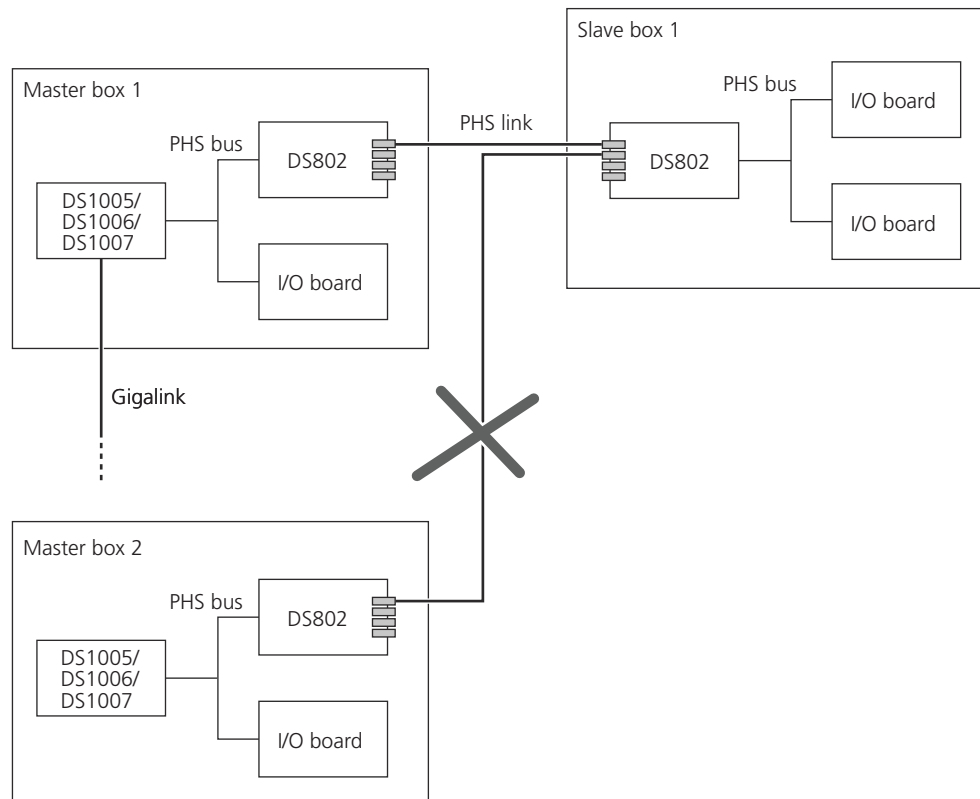 Slave box 1
Master box 1
PHS bus
I/O board
PHS link
PHS bus
DS802
DS802
DS1005/
DS1006/
DS1007
I/O board
I/O board
Gigalink
Master box 2
PHS bus
DS802
DS1005/
DS1006/
DS1007
I/O board